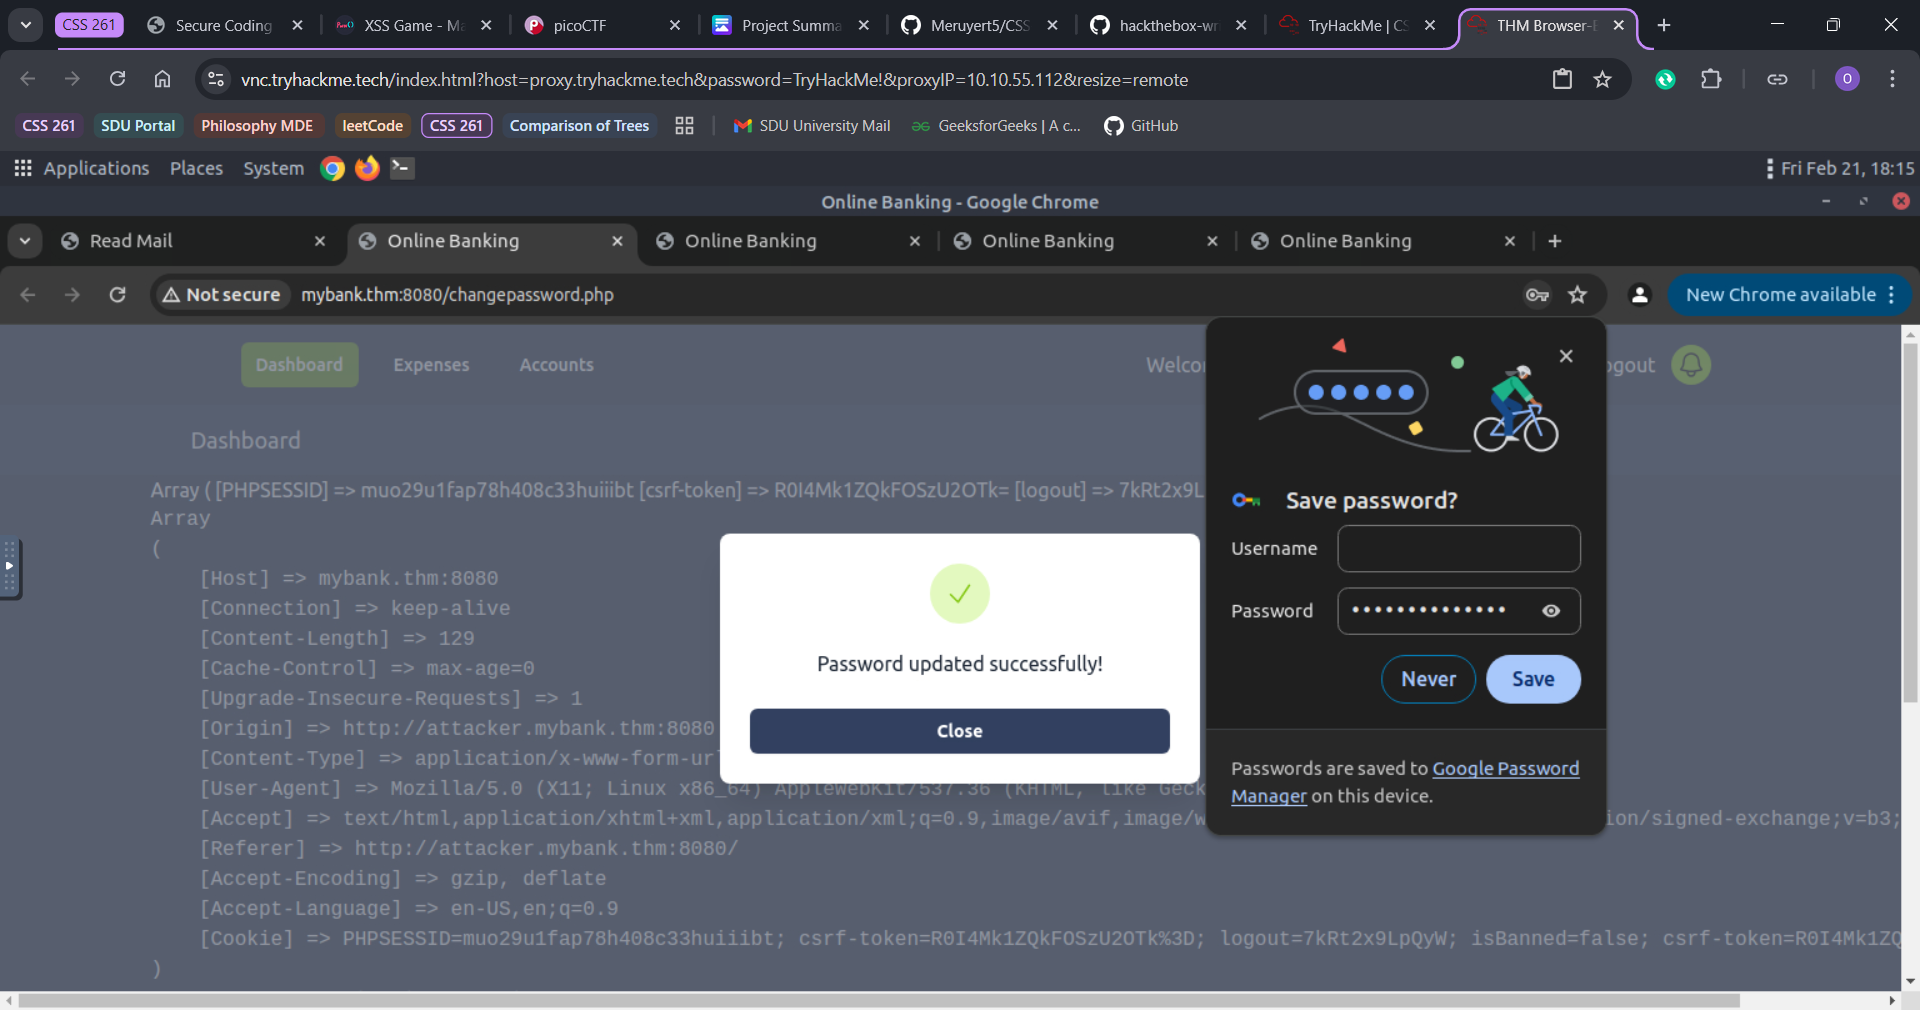 CSS 261 Secure Coding XSS Game - Ma picoCTF Project Summa Meruyert5/CSS hackthebox-wr TryHackMe | CS THM Browser-
vnc.tryhackme.tech/index.html?host=proxy.tryhackme.tech&password=TryHackMe!&proxyIP=10.10.55.112&resize=remote O
CSS 261 SDU Portal Philosophy MDE leetCode CSS 261 Comparison of Trees SDU University Mail GeeksforGeeks | A c... GitHub
Applications Places System Fri Feb 21, 18:15
Online Banking - Google Chrome
Read Mail Online Banking Online Banking Online Banking Online Banking
Not secure mybank.thm:8080/changepassword.php New Chrome available
Dashboard Expenses Accounts Welco ogout
Dashboard
Array ( [PHPSESSID] => muo29u1fap78h408c33huiiibt [csrf-token] => R0I4Mk1ZQkFOSzU2OTk= [logout] => 7kRt2x9L
Array
(
[Host] => mybank.thm:8080
[Connection] => keep-alive
[Content-Length] => 129
[Cache-Control] => max-age=0
[Upgrade-Insecure-Requests] => 1
[Origin] => http://attacker.mybank.thm:8080
[Content-Type] => application/x-www-form-ur
[User-Agent] => Mozilla/5.0 (X11; Linux x86_64) AppleWebKit/537.36 (KHTML, like Geck
[Accept] => text/html,application/xhtml+xml,application/xml;q=0.9,image/avif,image/w ion/signed-exchange;v=b3;
[Referer] => http://attacker.mybank.thm:8080/
[Accept-Encoding] => gzip, deflate
[Accept-Language] => en-US,en;q=0.9
[Cookie] => PHPSESSID=muo29u1fap78h408c33huiiibt; csrf-token=R0I4Mk1ZQkFOSzU2OTk%3D; logout=7kRt2x9LpQyW; isBanned=false; csrf-token=R0I4Mk1ZQ
)
Password updated successfully!
Close
Save password?
Username
Password ••••••••••••••
Never Save
Passwords are saved to Google Password
Manager on this device.